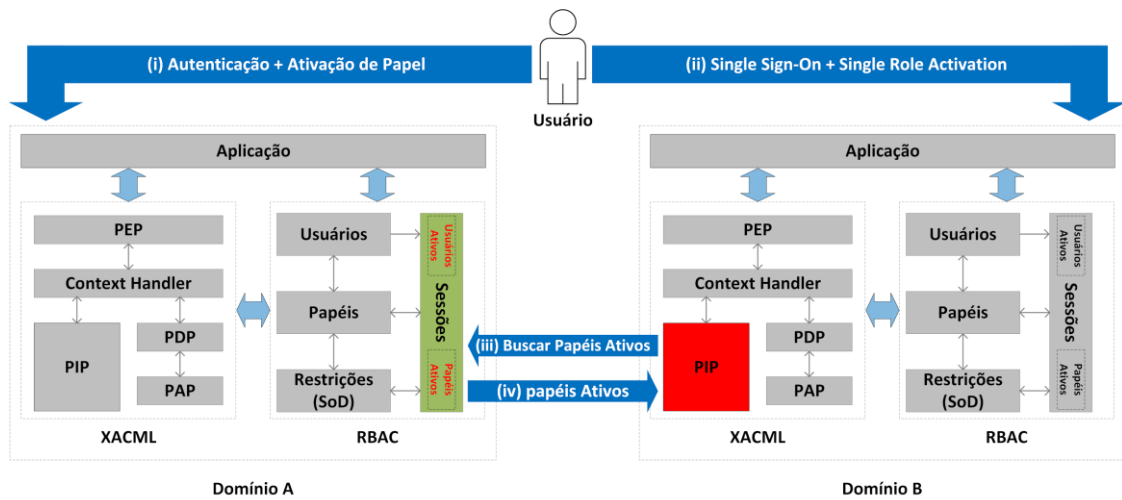 (i) Autenticação + Ativação de Papel
(ii) Single Sign-On + Single Role Activation
Usuário
Aplicação
PEP
Context Handler
PIP
PDP
PAP
XACML
Usuários
Papéis
Restrições
(SoD)
Usuários
Ativos
Sessões
Papéis
Ativos
RBAC
Domínio A
(iii) Buscar Papéis Ativos
(iv) papéis Ativos
Aplicação
PEP
Context Handler
PIP
PDP
PAP
XACML
Usuários
Papéis
Restrições
(SoD)
Usuários
Ativos
Sessões
Papéis
Ativos
RBAC
Domínio B